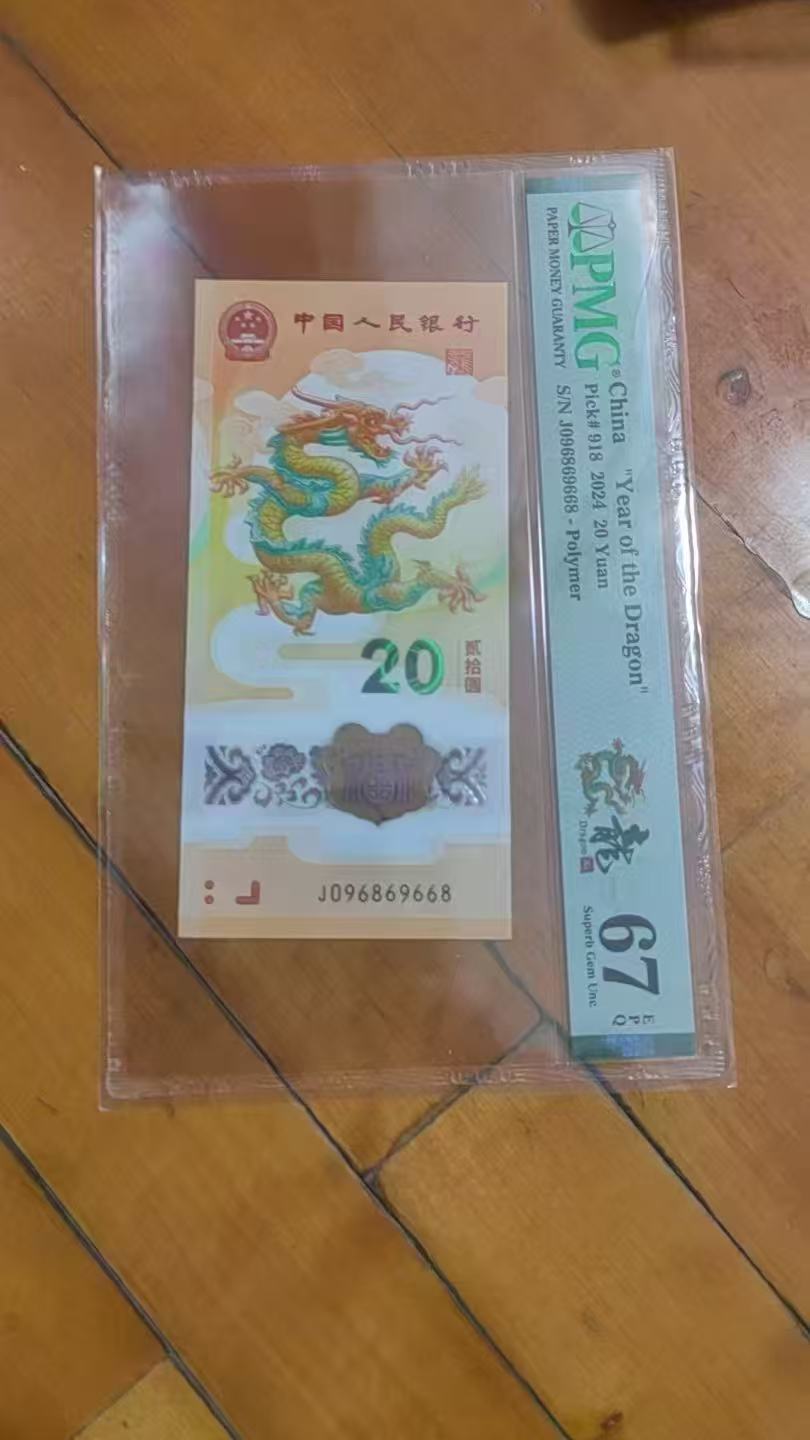 中国人民银行
20
贰拾圆
J096869668
PMG®
PAPER MONEY GUARANTY
China "Year of the Dragon"
Pick# 918 2024 20 Yuan
S/N J096869668 - Polymer
龍
Dragon
67
EPQ
Superb Gem Unc